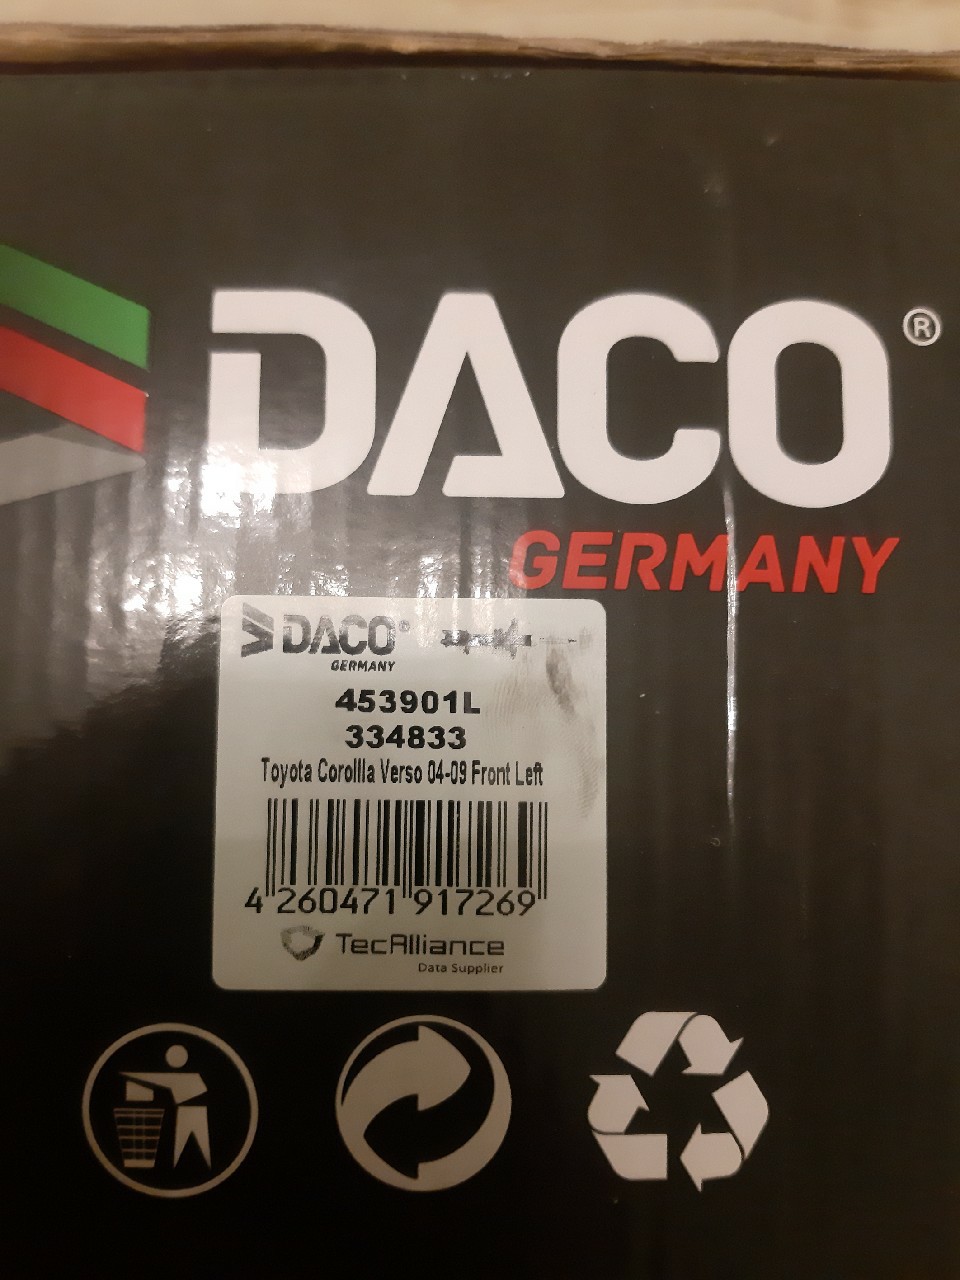 DACO®
GERMANY
DACO®
GERMANY
453901L
334833
Toyota Corollla Verso 04-09 Front Left
4 260471 917269
TecAlliance
Data Supplier